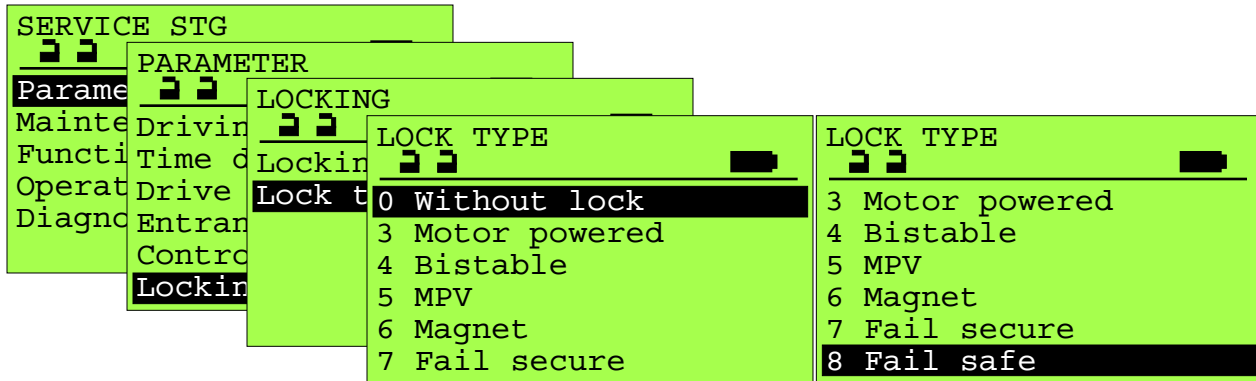 SERVICE STG
Parame
Mainte
Functi
Operat
Diagno
PARAMETER
Drivin
Time d
Drive
Entran
Contro
Lockin
LOCKING
Lockin
Lock t
LOCK TYPE
0 Without lock
3 Motor powered
4 Bistable
5 MPV
6 Magnet
7 Fail secure
LOCK TYPE
3 Motor powered
4 Bistable
5 MPV
6 Magnet
7 Fail secure
8 Fail safe